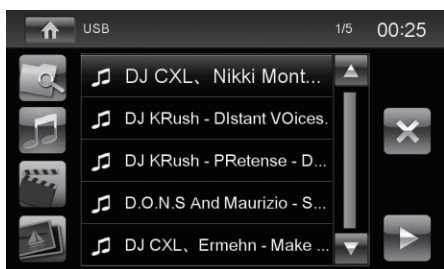 USB 1/5 00:25
DJ CXL、Nikki Mont...
DJ KRush - DIstant VOices.
DJ KRush - PRetense - D...
D.O.N.S And Maurizio - S...
DJ CXL、Ermehn - Make ...